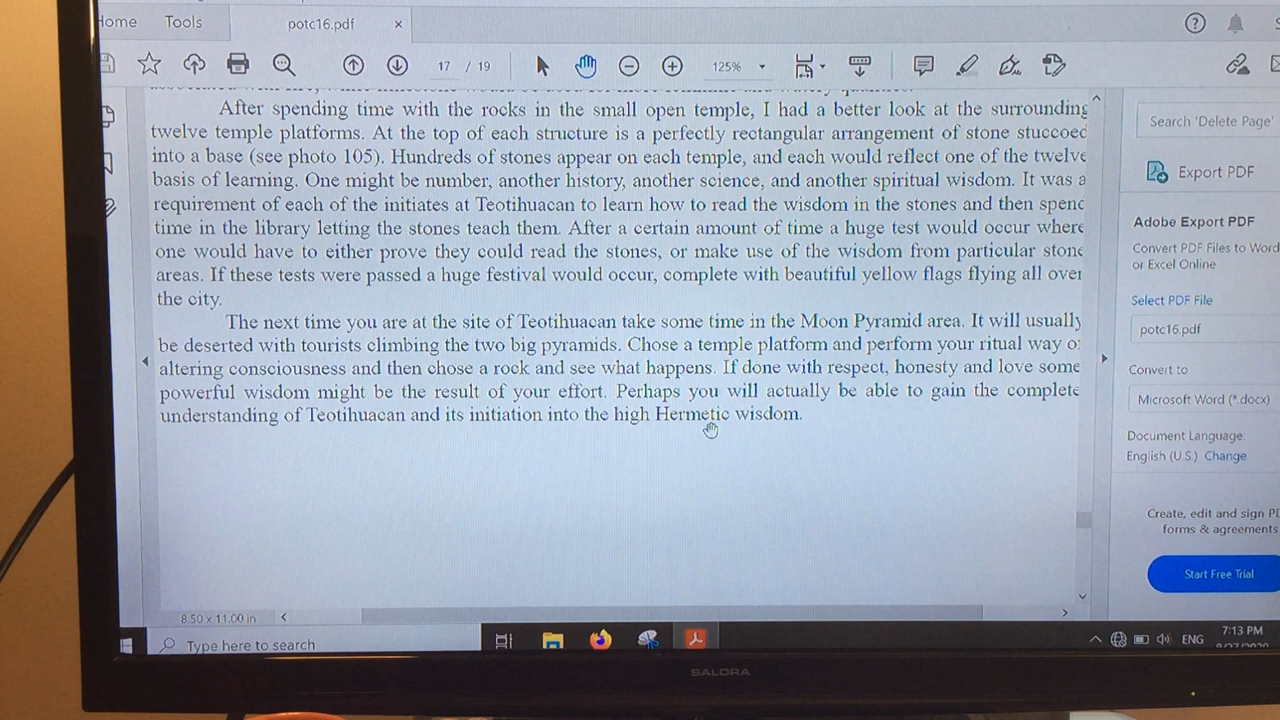 Home Tools potc16.pdf ×
17 / 19 125%
Search 'Delete Page'
After spending time with the rocks in the small open temple, I had a better look at the surrounding
twelve temple platforms. At the top of each structure is a perfectly rectangular arrangement of stone stuccoed
into a base (see photo 105). Hundreds of stones appear on each temple, and each would reflect one of the twelve
basis of learning. One might be number, another history, another science, and another spiritual wisdom. It was a
requirement of each of the initiates at Teotihuacan to learn how to read the wisdom in the stones and then spend
time in the library letting the stones teach them. After a certain amount of time a huge test would occur where
one would have to either prove they could read the stones, or make use of the wisdom from particular stone
areas. If these tests were passed a huge festival would occur, complete with beautiful yellow flags flying all over
the city.
The next time you are at the site of Teotihuacan take some time in the Moon Pyramid area. It will usually
be deserted with tourists climbing the two big pyramids. Chose a temple platform and perform your ritual way of
altering consciousness and then chose a rock and see what happens. If done with respect, honesty and love some
powerful wisdom might be the result of your effort. Perhaps you will actually be able to gain the complete
understanding of Teotihuacan and its initiation into the high Hermetic wisdom.
Export PDF
Adobe Export PDF
Convert PDF Files to Word
or Excel Online
Select PDF File
potc16.pdf
Convert to
Microsoft Word (*.docx)
Document Language:
English (U.S.) Change
Create, edit and sign PD
forms & agreements
Start Free Trial
8.50 x 11.00 in
Type here to search
ENG
7:13 PM
SALORA